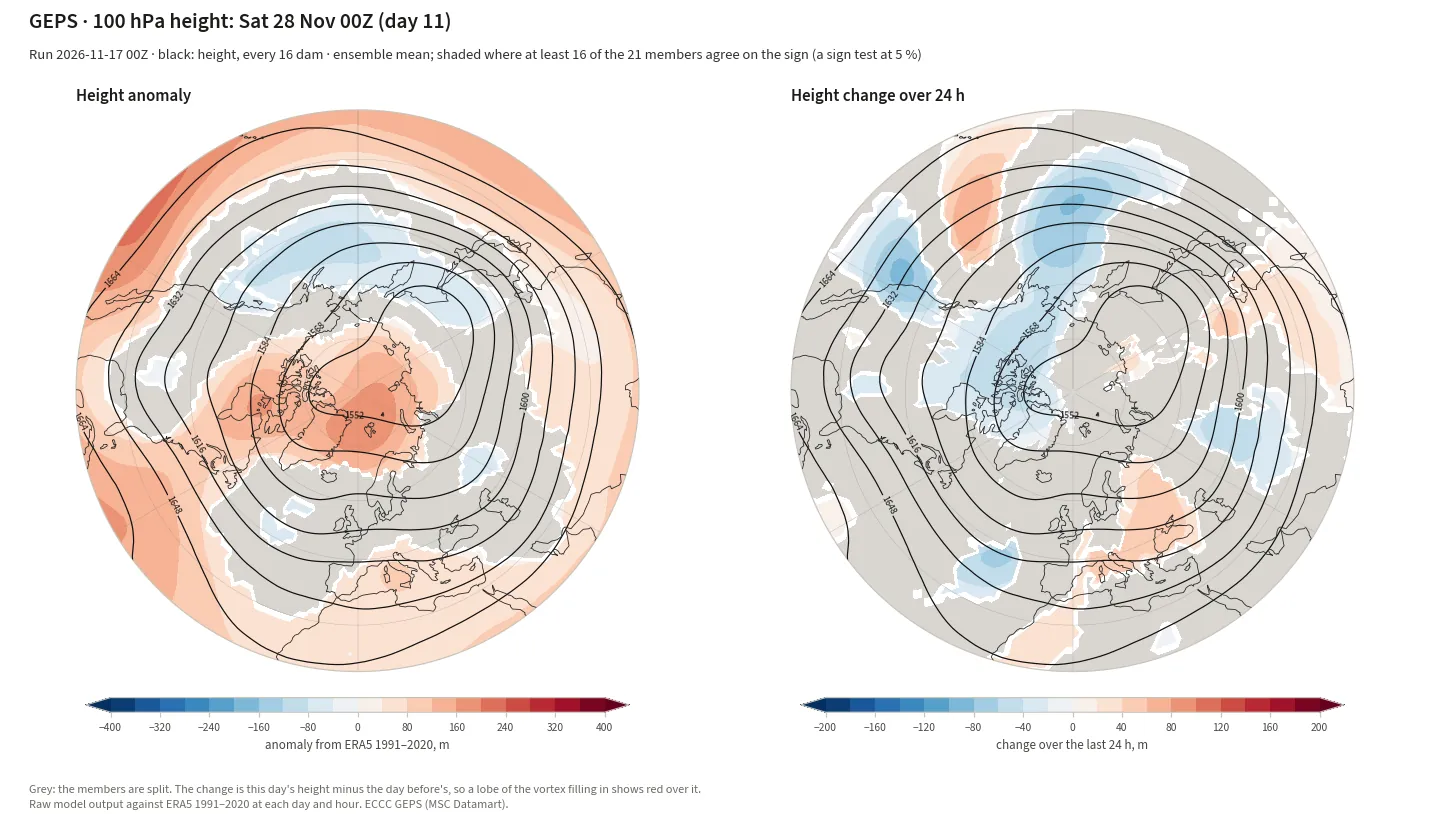 GEPS · 100 hPa height: Sat 28 Nov 00Z (day 11)
Run 2026-11-17 00Z · black: height, every 16 dam · ensemble mean; shaded where at least 16 of the 21 members agree on the sign (a sign test at 5 %)
Height anomaly
Height change over 24 h
1664
1632
1584
1568
1552
1600
1616
1648
1664
1664
1632
1584
1568
1552
1600
1616
1648
1664
−400 −320 −240 −160 −80 0 80 160 240 320 400
anomaly from ERA5 1991–2020, m
−200 −160 −120 −80 −40 0 40 80 120 160 200
change over the last 24 h, m
Grey: the members are split. The change is this day's height minus the day before's, so a lobe of the vortex filling in shows red over it.
Raw model output against ERA5 1991–2020 at each day and hour. ECCC GEPS (MSC Datamart).